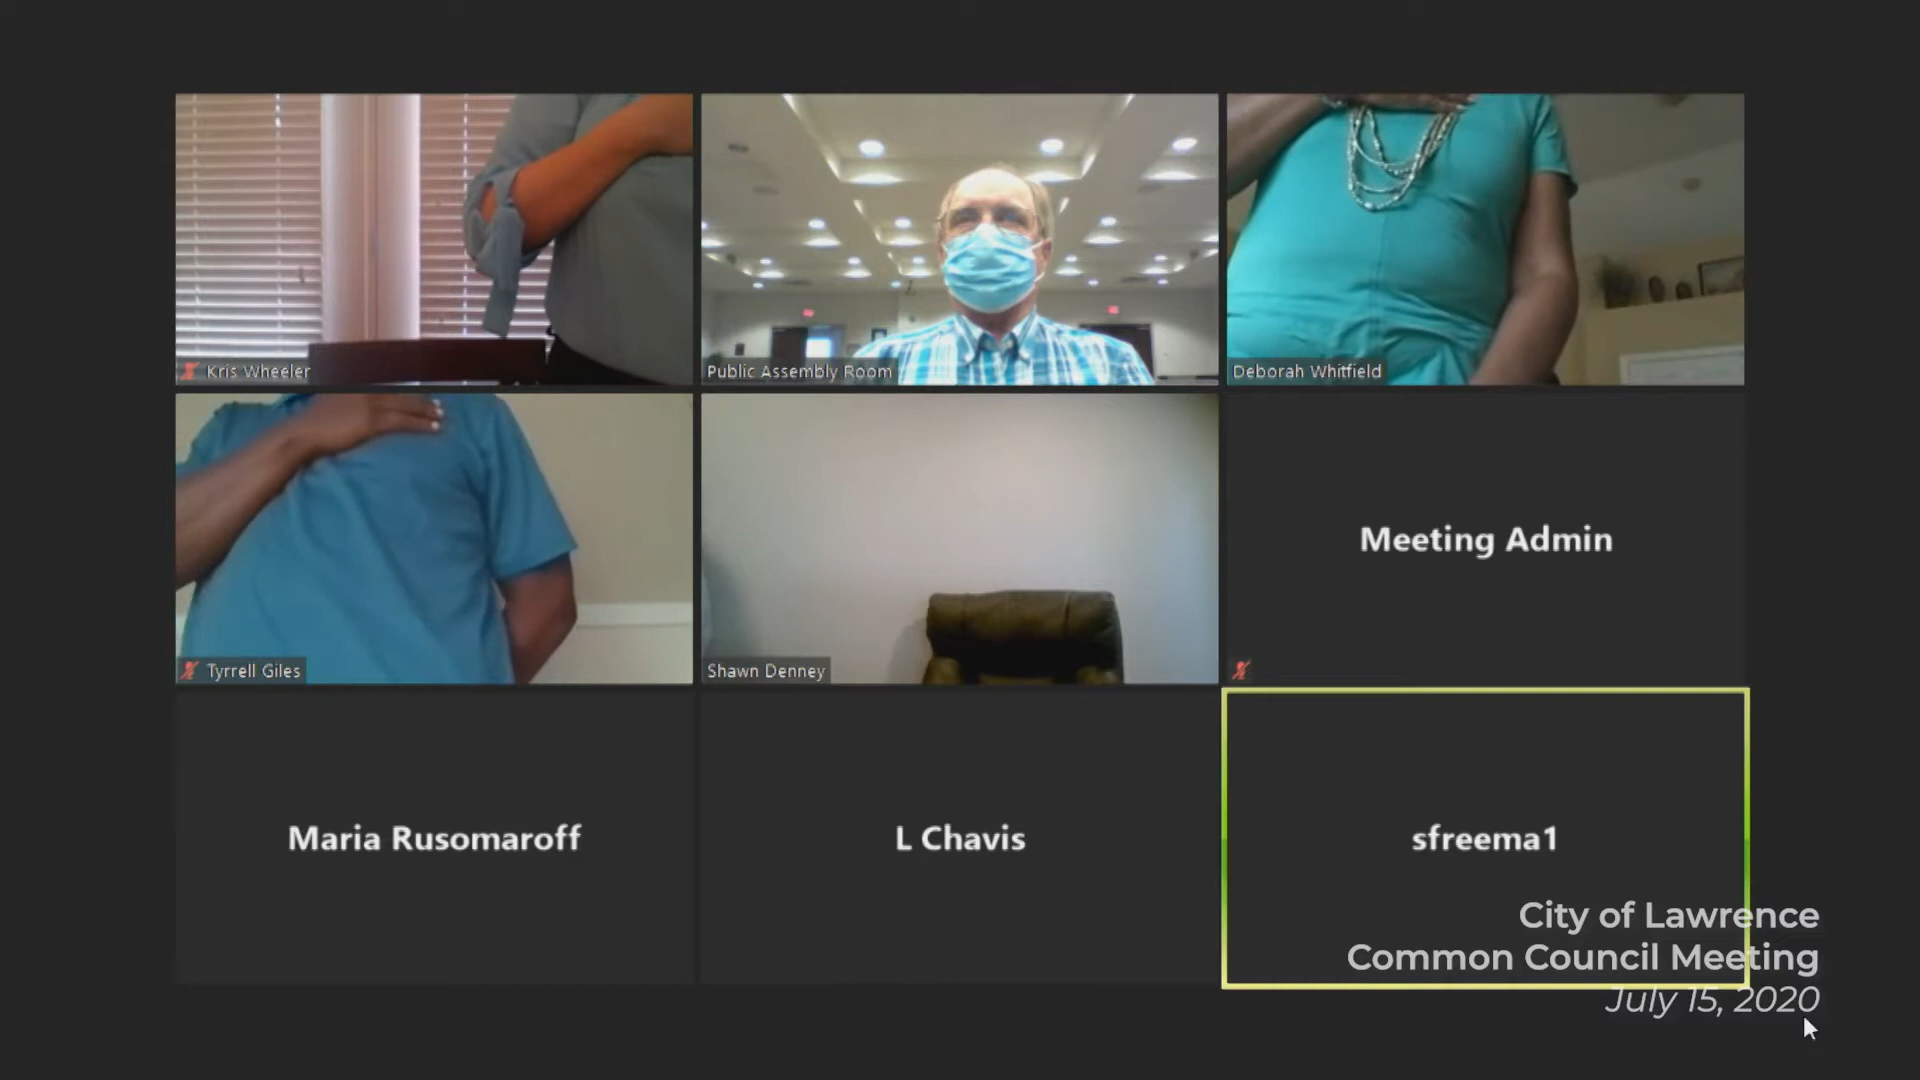 Kris Wheeler
Public Assembly Room
Deborah Whitfield
Tyrrell Giles
Shawn Denney
Meeting Admin
Maria Rusomaroff
L Chavis
sfreema1
City of Lawrence
Common Council Meeting
July 15, 2020